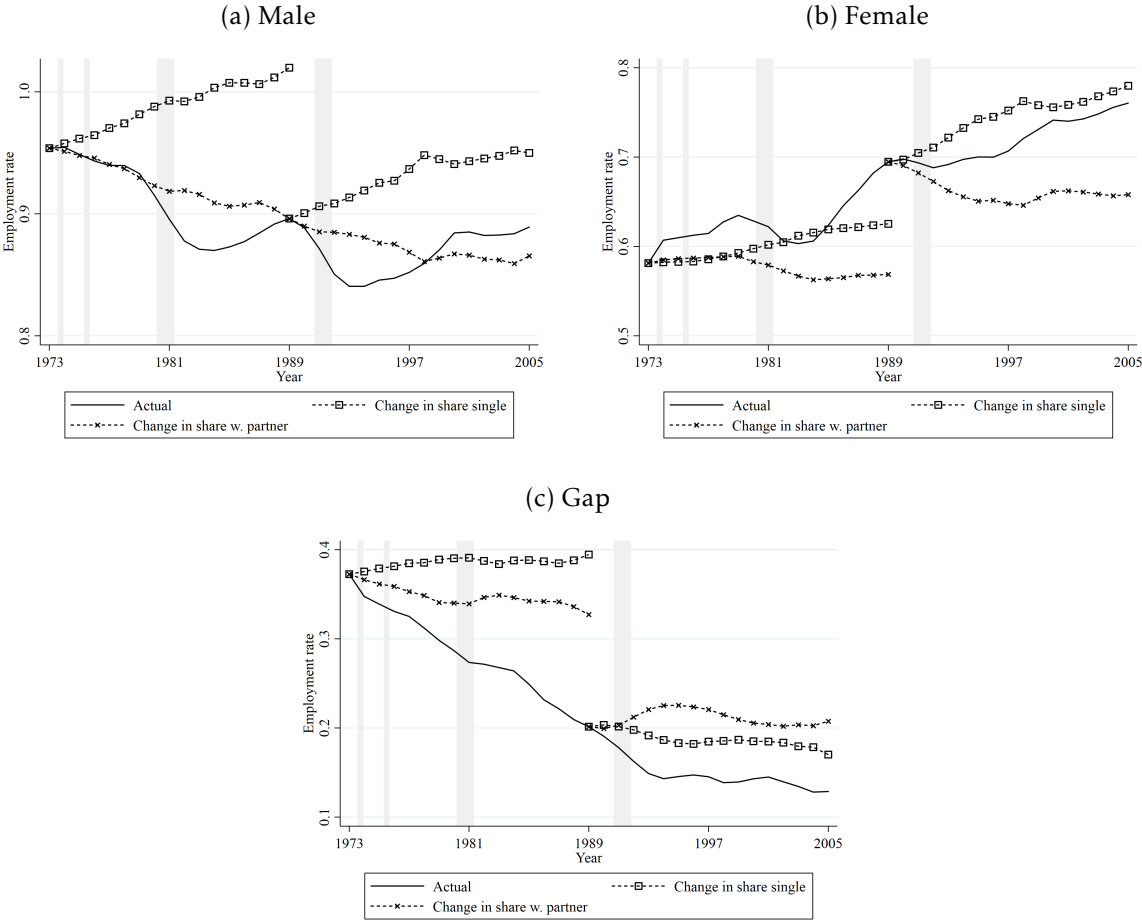 (a) Male
Employment rate
1.0
0.9
0.8
1973 1981 1989 1997 2005
Year
Actual Change in share single
Change in share w. partner
(b) Female
Employment rate
0.8
0.7
0.6
0.5
1973 1981 1989 1997 2005
Year
Actual Change in share single
Change in share w. partner
(c) Gap
Employment rate
0.4
0.3
0.2
0.1
1973 1981 1989 1997 2005
Year
Actual Change in share single
Change in share w. partner